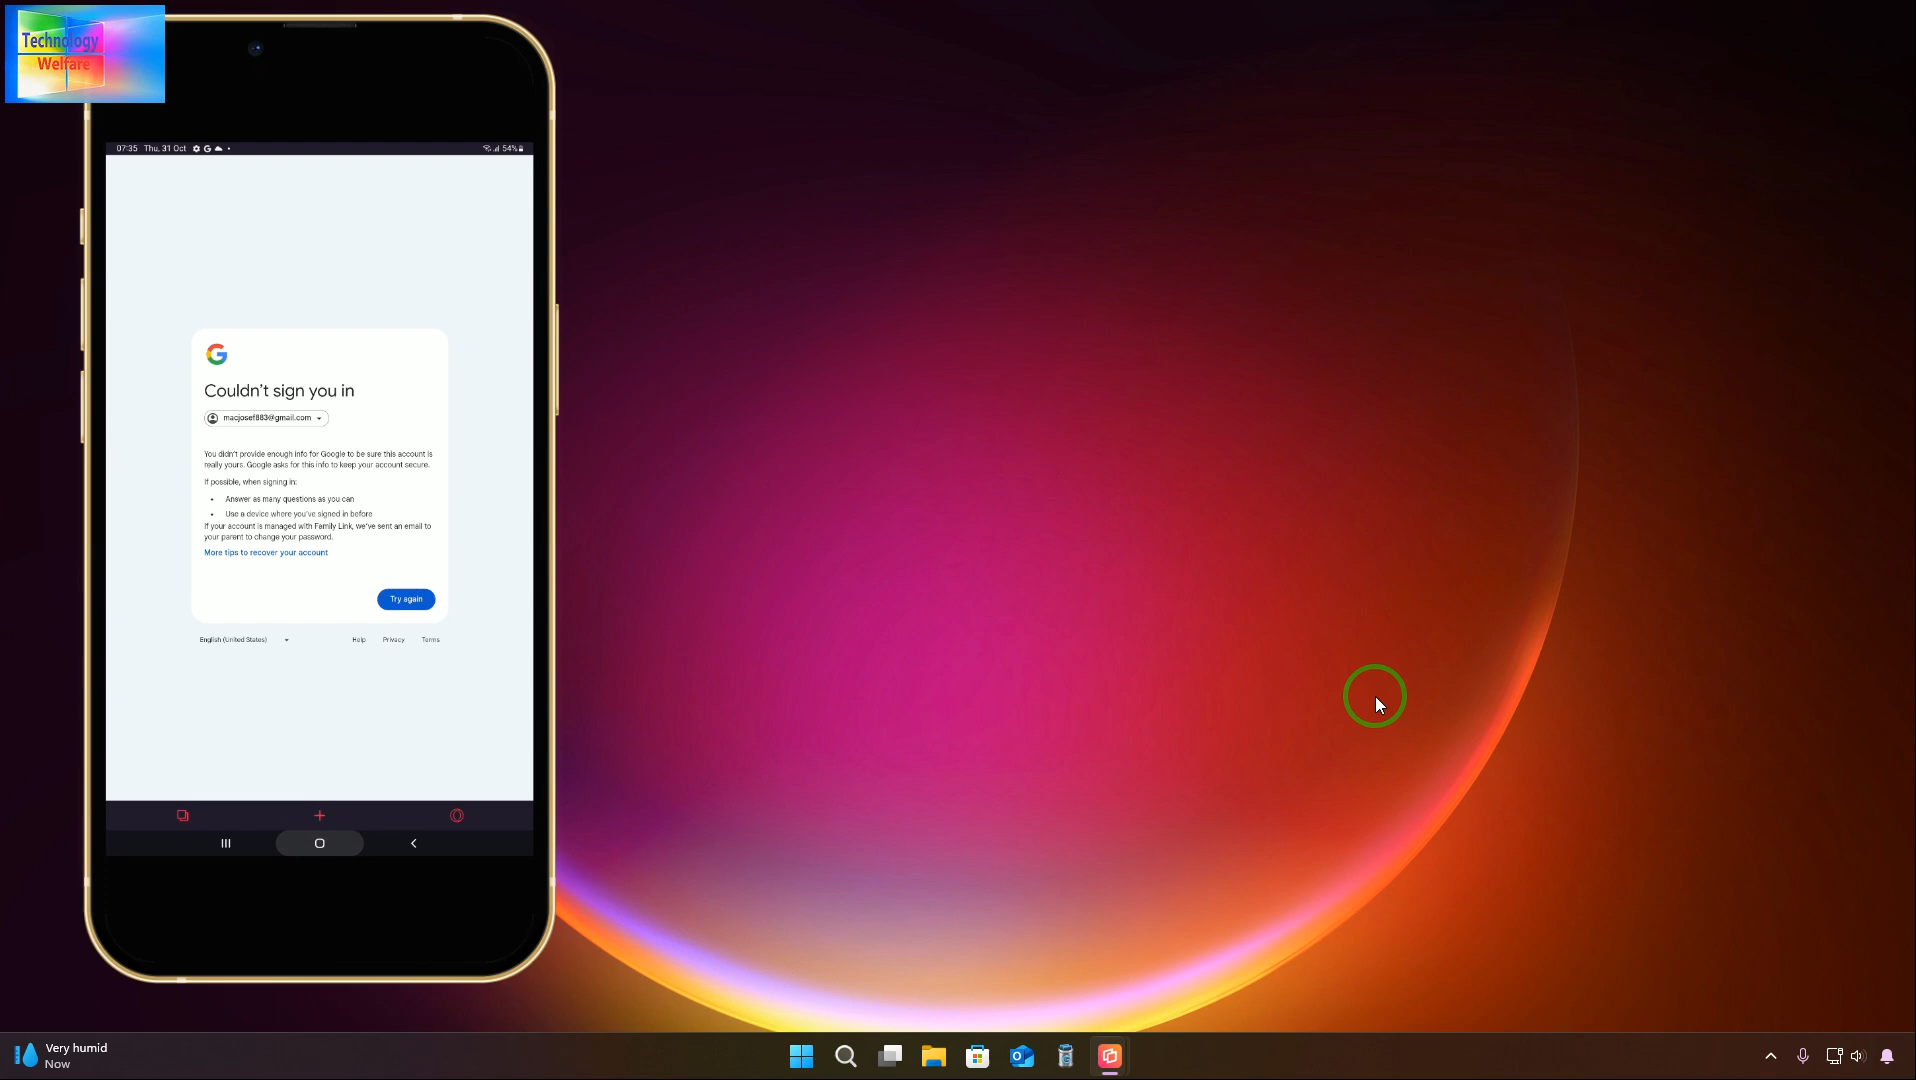 Technology
Welfare
07:35 Thu, 31 Oct
54%
Couldn't sign you in
macjosef883@gmail.com
You didn't provide enough info for Google to be sure this account is
really yours. Google asks for this info to keep your account secure.
If possible, when signing in:
• Answer as many questions as you can
• Use a device where you've signed in before
If your account is managed with Family Link, we've sent an email to
your parent to change your password.
More tips to recover your account
Try again
English (United States)
Help Privacy Terms
Very humid
Now